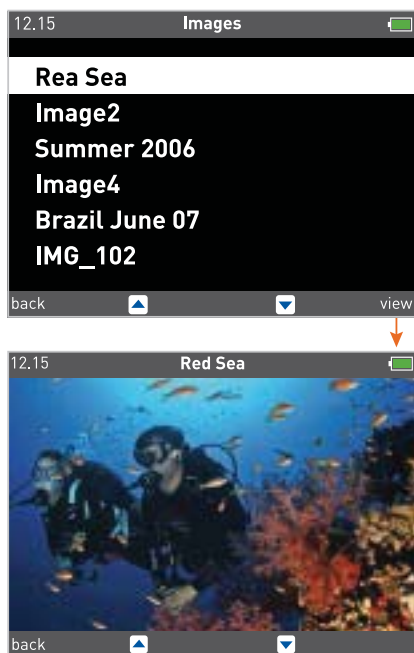 12.15 Images
Rea Sea
Image2
Summer 2006
Image4
Brazil June 07
IMG_102
back view
12.15 Red Sea
back